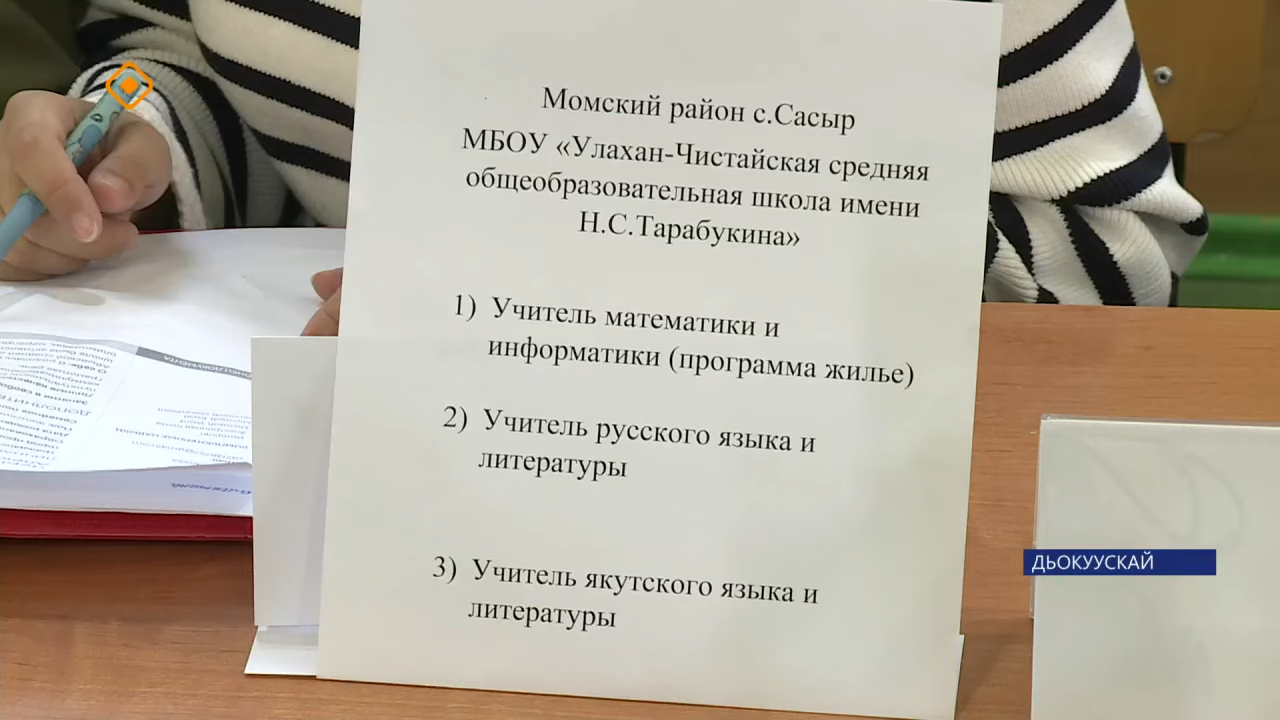 Момский район с.Сасыр
МБОУ «Улахан-Чистайская средняя
общеобразовательная школа имени
Н.С.Тарабукина»
1) Учитель математики и
информатики (программа жилье)
2) Учитель русского языка и
литературы
3) Учитель якутского языка и
литературы
ДЬОКУУСКАЙ